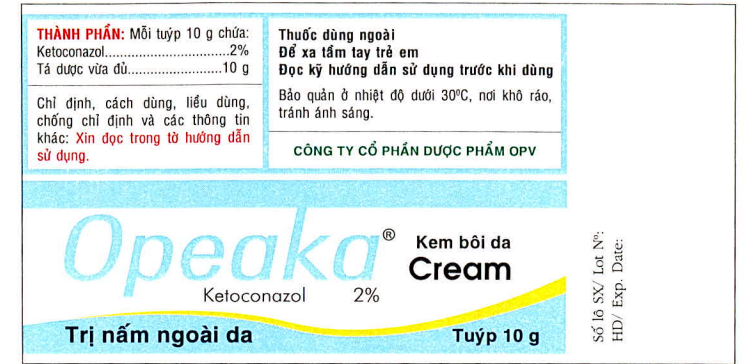 THÀNH PHẦN: Mỗi tuýp 10 g chứa:
Ketoconazol..............................2%
Tá dược vừa đủ.......................10 g
Chỉ định, cách dùng, liều dùng,
chống chỉ định và các thông tin
khác: Xin đọc trong tờ hướng dẫn
sử dụng.
Thuốc dùng ngoài
Để xa tầm tay trẻ em
Đọc kỹ hướng dẫn sử dụng trước khi dùng
Bảo quản ở nhiệt độ dưới 30ºC, nơi khô ráo,
tránh ánh sáng.
CÔNG TY CỔ PHẦN DƯỢC PHẨM OPV
Opeaka®
Kem bôi da
Cream
Ketoconazol 2%
Trị nấm ngoài da
Tuýp 10 g
Số lô SX/ Lot Nº:
HD/ Exp. Date: